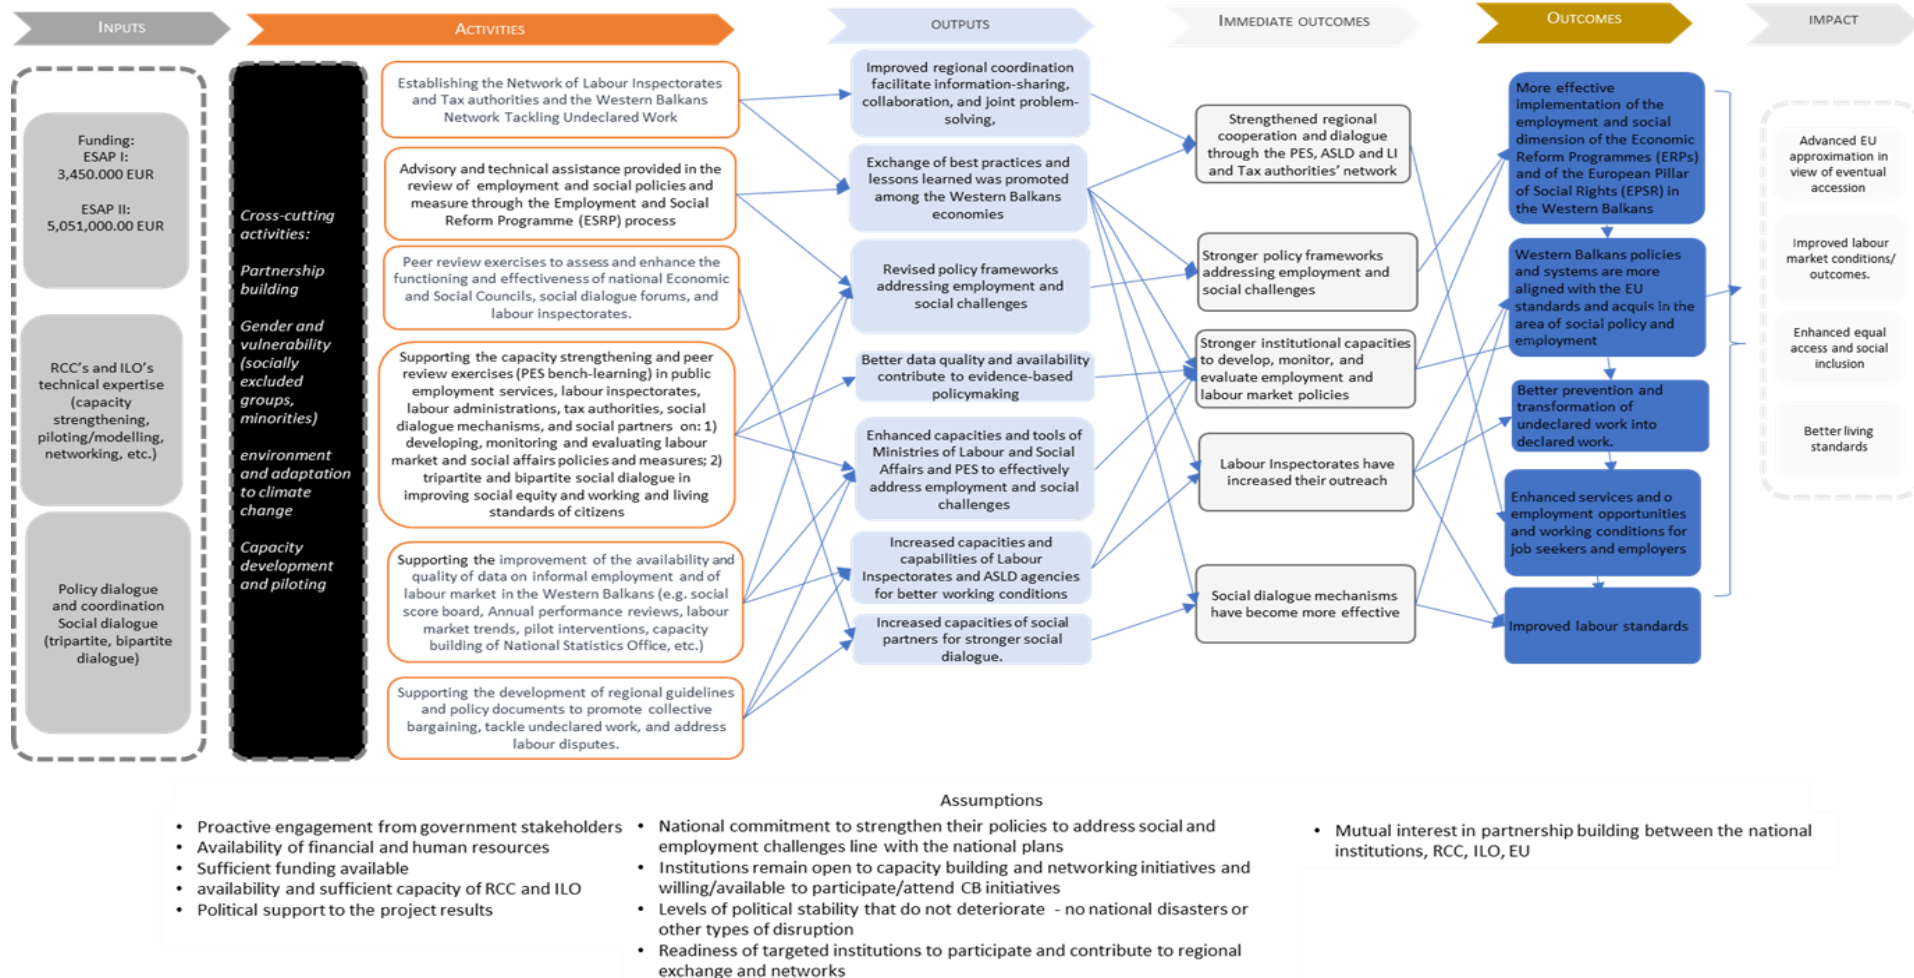 INPUTS
ACTIVITIES
OUTPUTS
IMMEDIATE OUTCOMES
OUTCOMES
IMPACT
Funding:
ESAP I:
3,450.000 EUR
ESAP II:
5,051,000.00 EUR
RCC's and ILO's
technical expertise
(capacity
strengthening,
piloting/modelling,
networking, etc.)
Policy dialogue
and coordination
Social dialogue
(tripartite, bipartite
dialogue)
Cross-cutting
activities:
Partnership
building
Gender and
vulnerability
(socially
excluded
groups,
minorities)
environment
and adaptation
to climate
change
Capacity
development
and piloting
Establishing the Network of Labour Inspectorates
and Tax authorities and the Western Balkans
Network Tackling Undeclared Work
Advisory and technical assistance provided in the
review of employment and social policies and
measure through the Employment and Social
Reform Programme (ESRP) process
Peer review exercises to assess and enhance the
functioning and effectiveness of national Economic
and Social Councils, social dialogue forums, and
labour inspectorates.
Supporting the capacity strengthening and peer
review exercises (PES bench-learning) in public
employment services, labour inspectorates,
labour administrations, tax authorities, social
dialogue mechanisms, and social partners on: 1)
developing, monitoring and evaluating labour
market and social affairs policies and measures; 2)
tripartite and bipartite social dialogue in
improving social equity and working and living
standards of citizens
Supporting the improvement of the availability and
quality of data on informal employment and of
labour market in the Western Balkans (e.g. social
score board, Annual performance reviews, labour
market trends, pilot interventions, capacity
building of National Statistics Office, etc.)
Supporting the development of regional guidelines
and policy documents to promote collective
bargaining, tackle undeclared work, and address
labour disputes.
Improved regional coordination
facilitate information-sharing,
collaboration, and joint problem-
solving,
Exchange of best practices and
lessons learned was promoted
among the Western Balkans
economies
Revised policy frameworks
addressing employment and
social challenges
Better data quality and availability
contribute to evidence-based
policymaking
Enhanced capacities and tools of
Ministries of Labour and Social
Affairs and PES to effectively
address employment and social
challenges
Increased capacities and
capabilities of Labour
Inspectorates and ASLD agencies
for better working conditions
Increased capacities of social
partners for stronger social
dialogue.
Strengthened regional
cooperation and dialogue
through the PES, ASLD and LI
and Tax authorities' network
Stronger policy frameworks
addressing employment and
social challenges
Stronger institutional capacities
to develop, monitor, and
evaluate employment and
labour market policies
Labour Inspectorates have
increased their outreach
Social dialogue mechanisms
have become more effective
More effective
implementation of the
employment and social
dimension of the Economic
Reform Programmes (ERPs)
and of the European Pillar
of Social Rights (EPSR) in
the Western Balkans
Western Balkans policies
and systems are more
aligned with the EU
standards and acquis in the
area of social policy and
employment
Better prevention and
transformation of
undeclared work into
declared work.
Enhanced services and o
employment opportunities
and working conditions for
job seekers and employers
Improved labour standards
Advanced EU
approximation in
view of eventual
accession
Improved labour
market conditions/
outcomes.
Enhanced equal
access and social
inclusion
Better living
standards
Assumptions
• Proactive engagement from government stakeholders
• Availability of financial and human resources
• Sufficient funding available
• availability and sufficient capacity of RCC and ILO
• Political support to the project results
• National commitment to strengthen their policies to address social and
employment challenges line with the national plans
• Institutions remain open to capacity building and networking initiatives and
willing/available to participate/attend CB initiatives
• Levels of political stability that do not deteriorate - no national disasters or
other types of disruption
• Readiness of targeted institutions to participate and contribute to regional
exchange and networks
• Mutual interest in partnership building between the national
institutions, RCC, ILO, EU